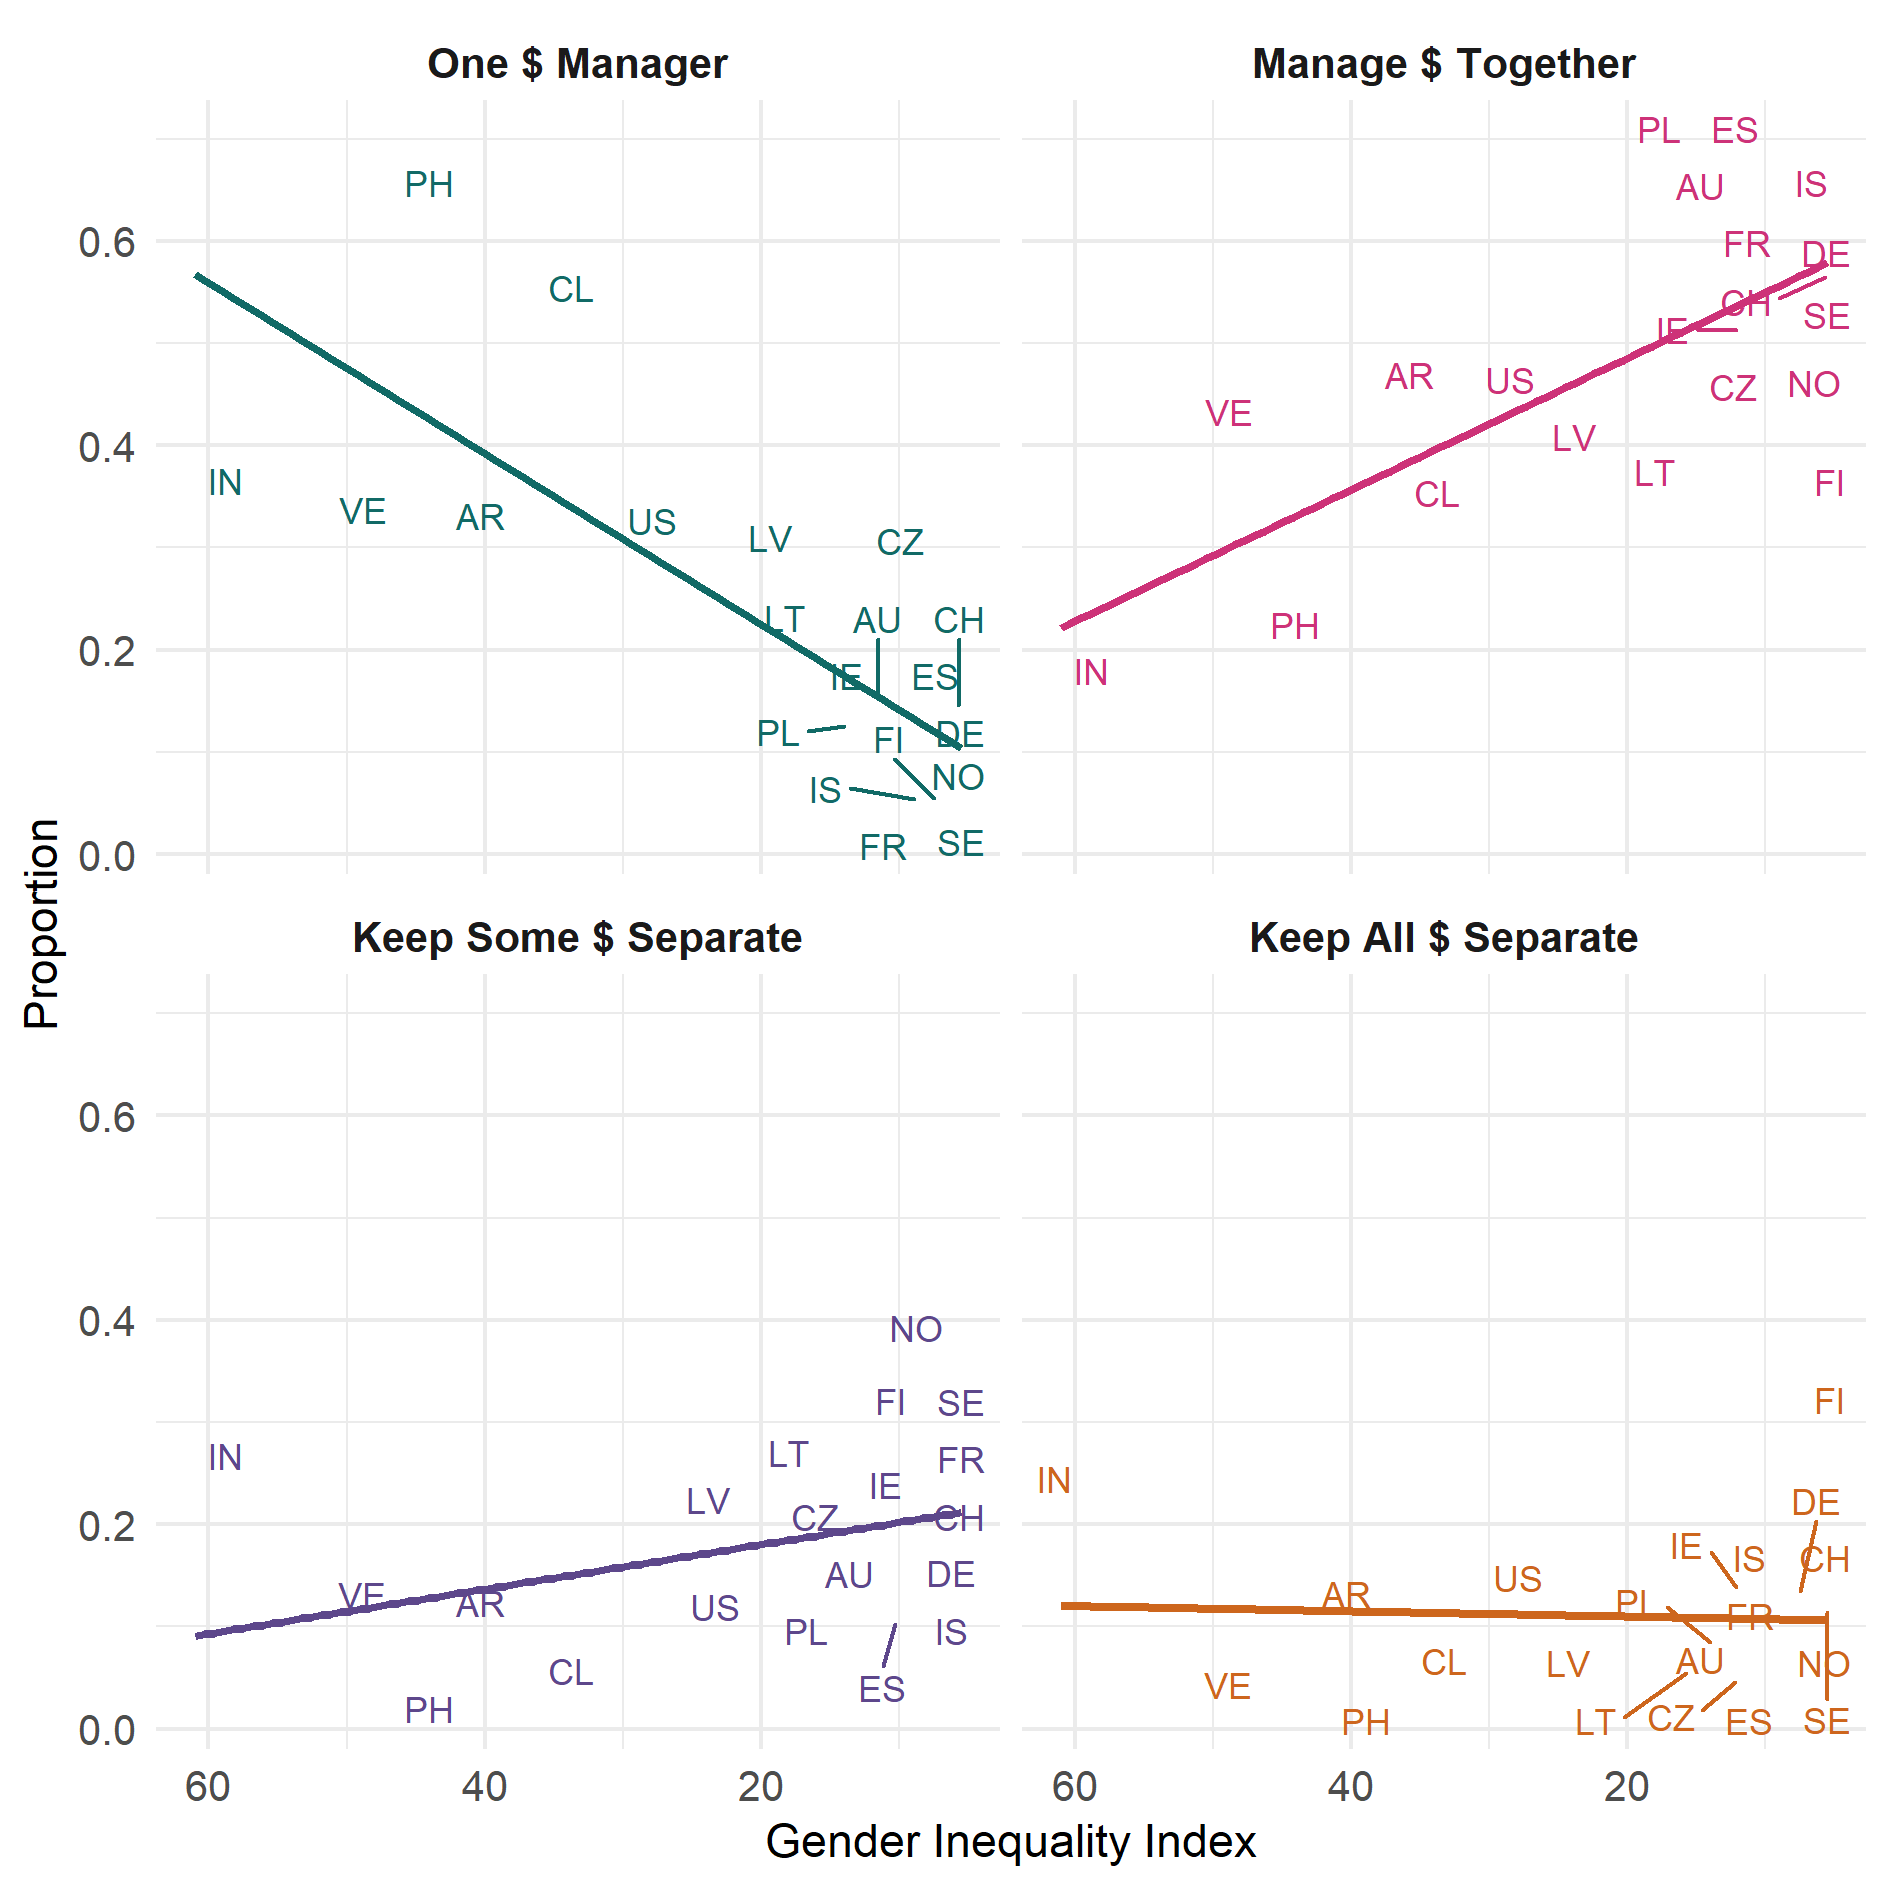 One $ Manager
PH
0.6
CL
IN
0.4
VE
AR
US
LV
CZ
LT
AU
CH
0.2
IE
ES
PL
FI
DE
NO
IS
FR
SE
0.0
Manage $ Together
PL
ES
AU
IS
FR
DE
CH
SE
IE
AR
US
CZ
NO
VE
LV
LT
CL
FI
PH
IN
Proportion
Keep Some $ Separate
0.6
0.4
NO
FI
SE
IN
LT
FR
LV
IE
0.2
CZ
CH
VE
AR
AU
DE
US
PL
IS
CL
ES
PH
0.0
60
40
20
Keep All $ Separate
FI
IN
DE
IE
IS
CH
US
AR
PL
FR
CL
LV
AU
NO
VE
PH
LT
CZ
ES
SE
60
40
20
Gender Inequality Index